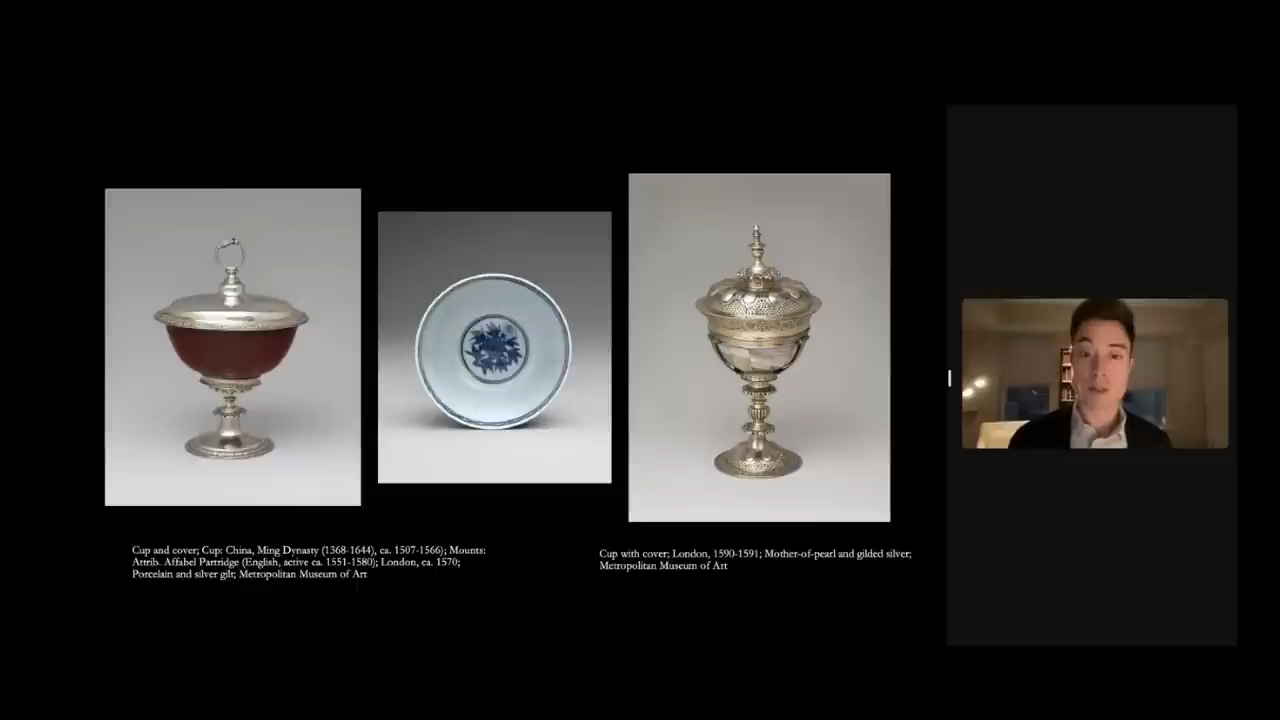 Cup and cover; Cup: China, Ming Dynasty (1368-1644), ca. 1507-1566); Mounts:
Attrib. Affabel Partridge (English, active ca. 1551-1580); London, ca. 1570;
Porcelain and silver gilt; Metropolitan Museum of Art
Cup with cover; London, 1590-1591; Mother-of-pearl and gilded silver;
Metropolitan Museum of Art